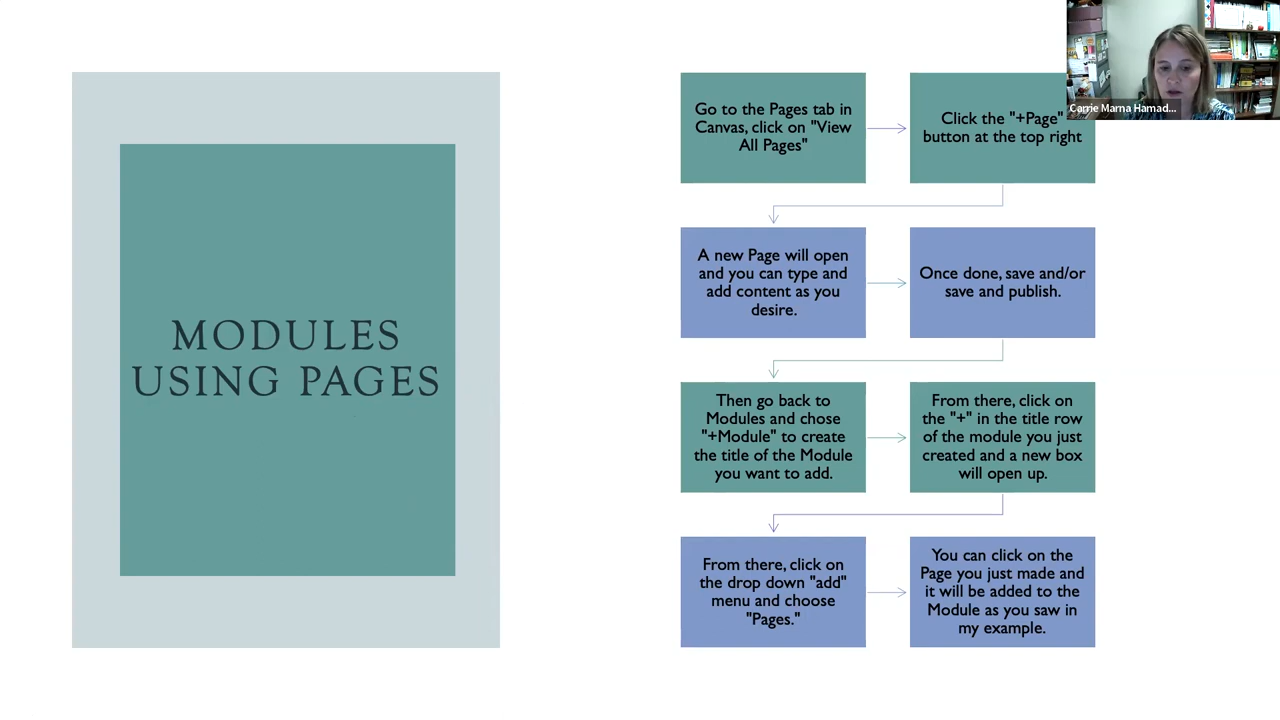 MODULES
USING PAGES
Go to the Pages tab in
Canvas, click on "View
All Pages"
Click the "+Page"
button at the top right
A new Page will open
and you can type and
add content as you
desire.
Once done, save and/or
save and publish.
Then go back to
Modules and chose
"+Module" to create
the title of the Module
you want to add.
From there, click on
the "+" in the title row
of the module you just
created and a new box
will open up.
From there, click on
the drop down "add"
menu and choose
"Pages."
You can click on the
Page you just made and
it will be added to the
Module as you saw in
my example.
Carrie Marna Hamad...